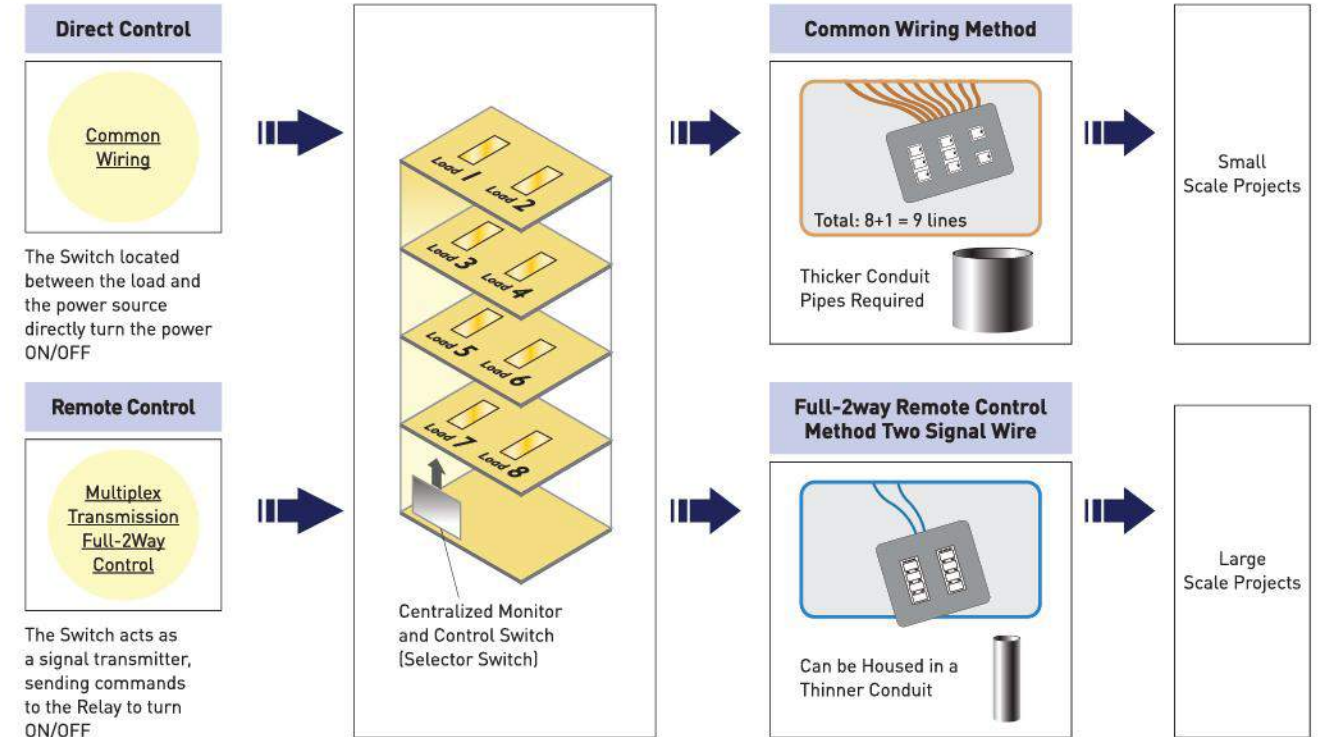 Direct Control
Common
Wiring
The Switch located
between the load and
the power source
directly turn the power
ON/OFF
Remote Control
Multiplex
Transmission
Full-2Way
Control
The Switch acts as
a signal transmitter,
sending commands
to the Relay to turn
ON/OFF
Load 1
Load 2
Load 3
Load 4
Load 5
Load 6
Load 7
Load 8
Centralized Monitor
and Control Switch
(Selector Switch)
Common Wiring Method
Total: 8+1 = 9 lines
Thicker Conduit
Pipes Required
Full-2way Remote Control
Method Two Signal Wire
Can be Housed in a
Thinner Conduit
Small
Scale Projects
Large
Scale Projects